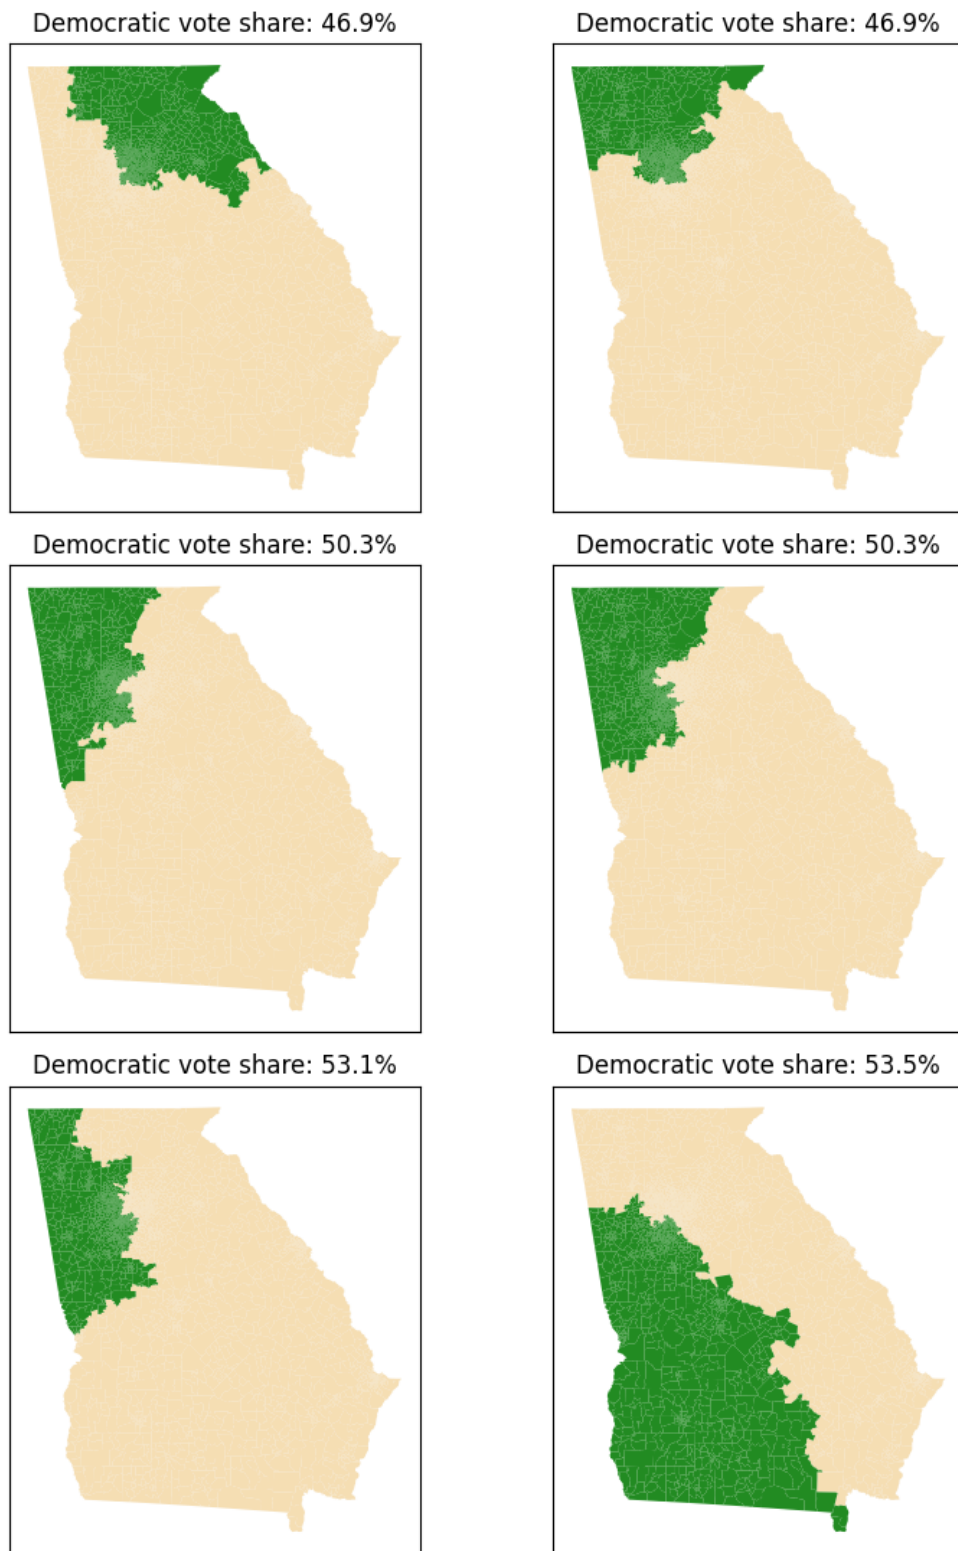 Democratic vote share: 46.9%
Democratic vote share: 46.9%
Democratic vote share: 50.3%
Democratic vote share: 50.3%
Democratic vote share: 53.1%
Democratic vote share: 53.5%